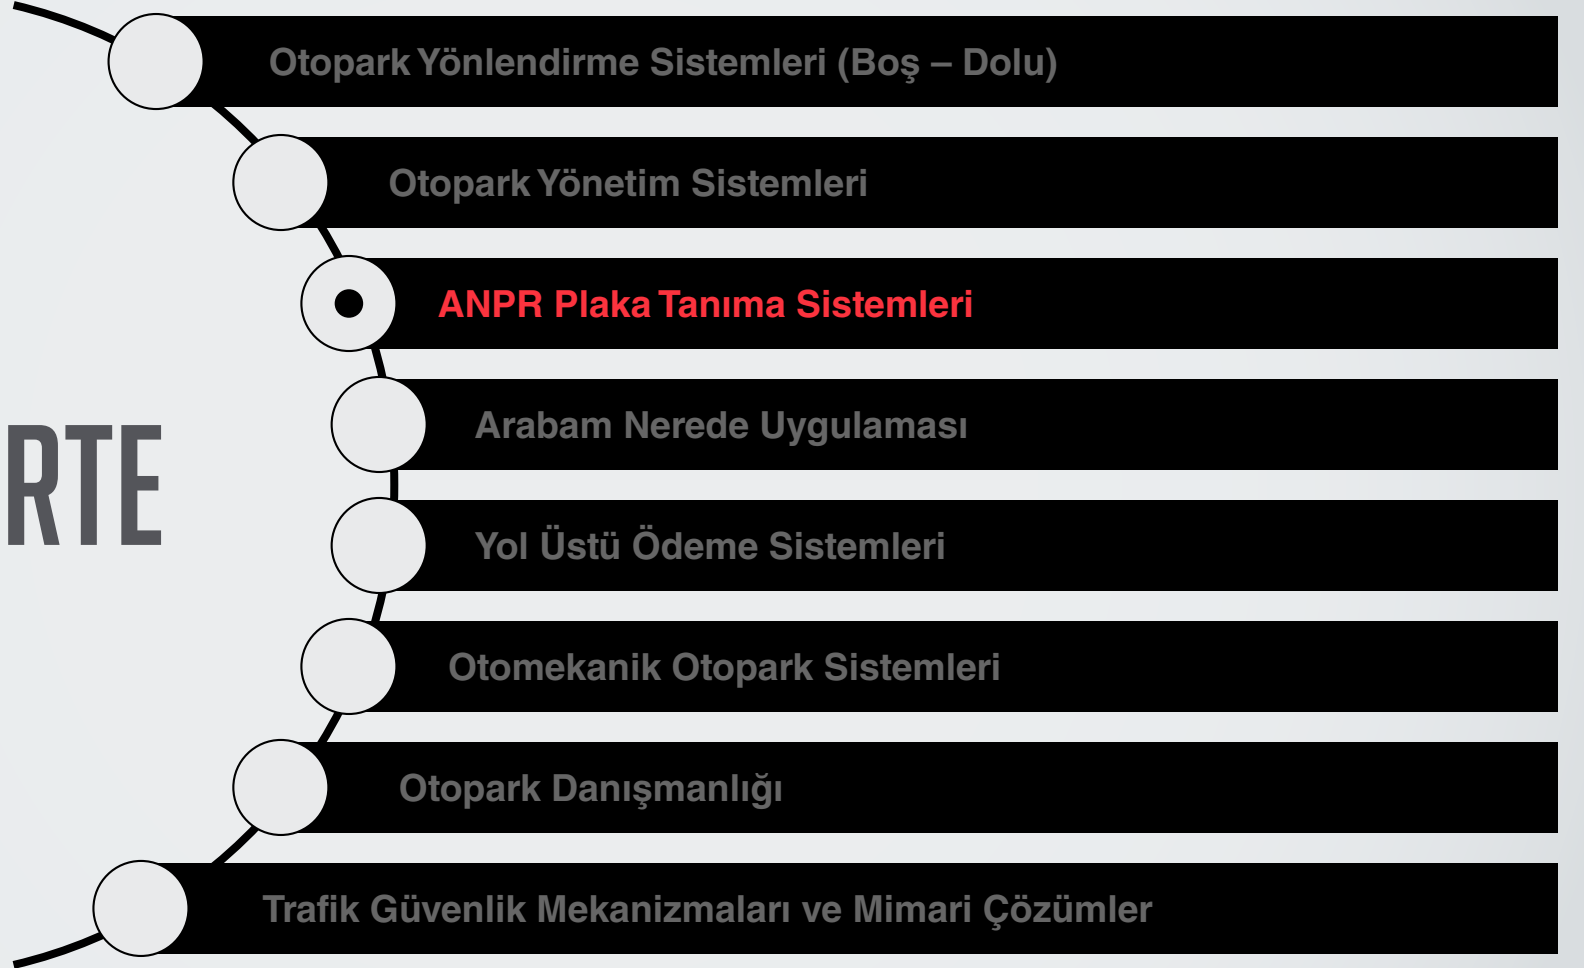 Otopark Yönlendirme Sistemleri (Boş – Dolu)
Otopark Yönetim Sistemleri
ANPR Plaka Tanıma Sistemleri
Arabam Nerede Uygulaması
RTE
Yol Üstü Ödeme Sistemleri
Otomekanik Otopark Sistemleri
Otopark Danışmanlığı
Trafik Güvenlik Mekanizmaları ve Mimari Çözümler